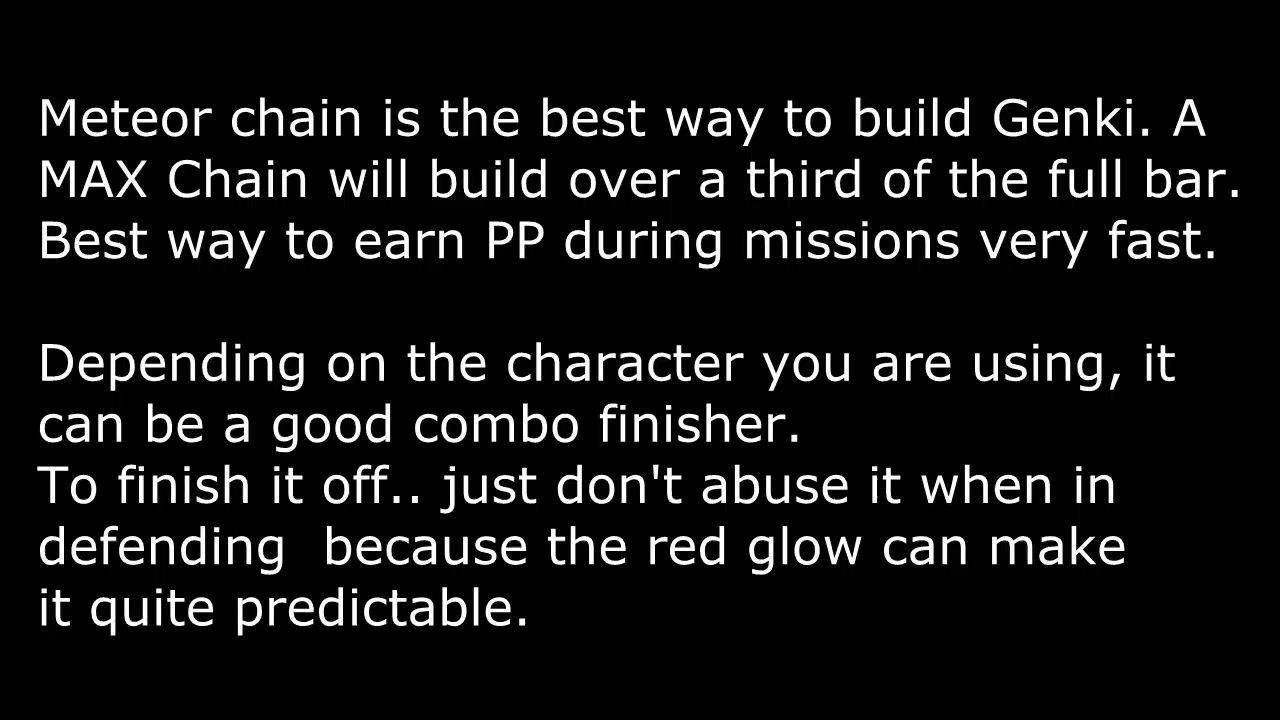 Meteor chain is the best way to build Genki. A
MAX Chain will build over a third of the full bar.
Best way to earn PP during missions very fast.
Depending on the character you are using, it
can be a good combo finisher.
To finish it off.. just don't abuse it when in
defending  because the red glow can make
it quite predictable.